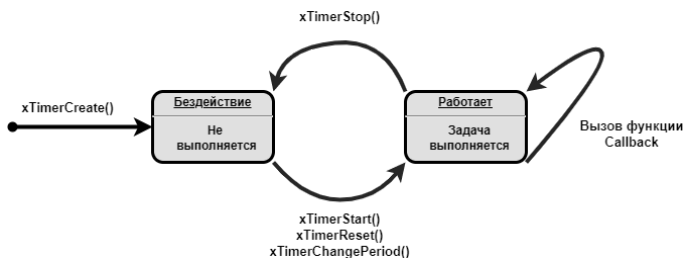 xTimerStop()
xTimerCreate()
Бездействие
Не
выполняется
Работает
Задача
выполняется
Вызов функции
Callback
xTimerStart()
xTimerReset()
xTimerChangePeriod()